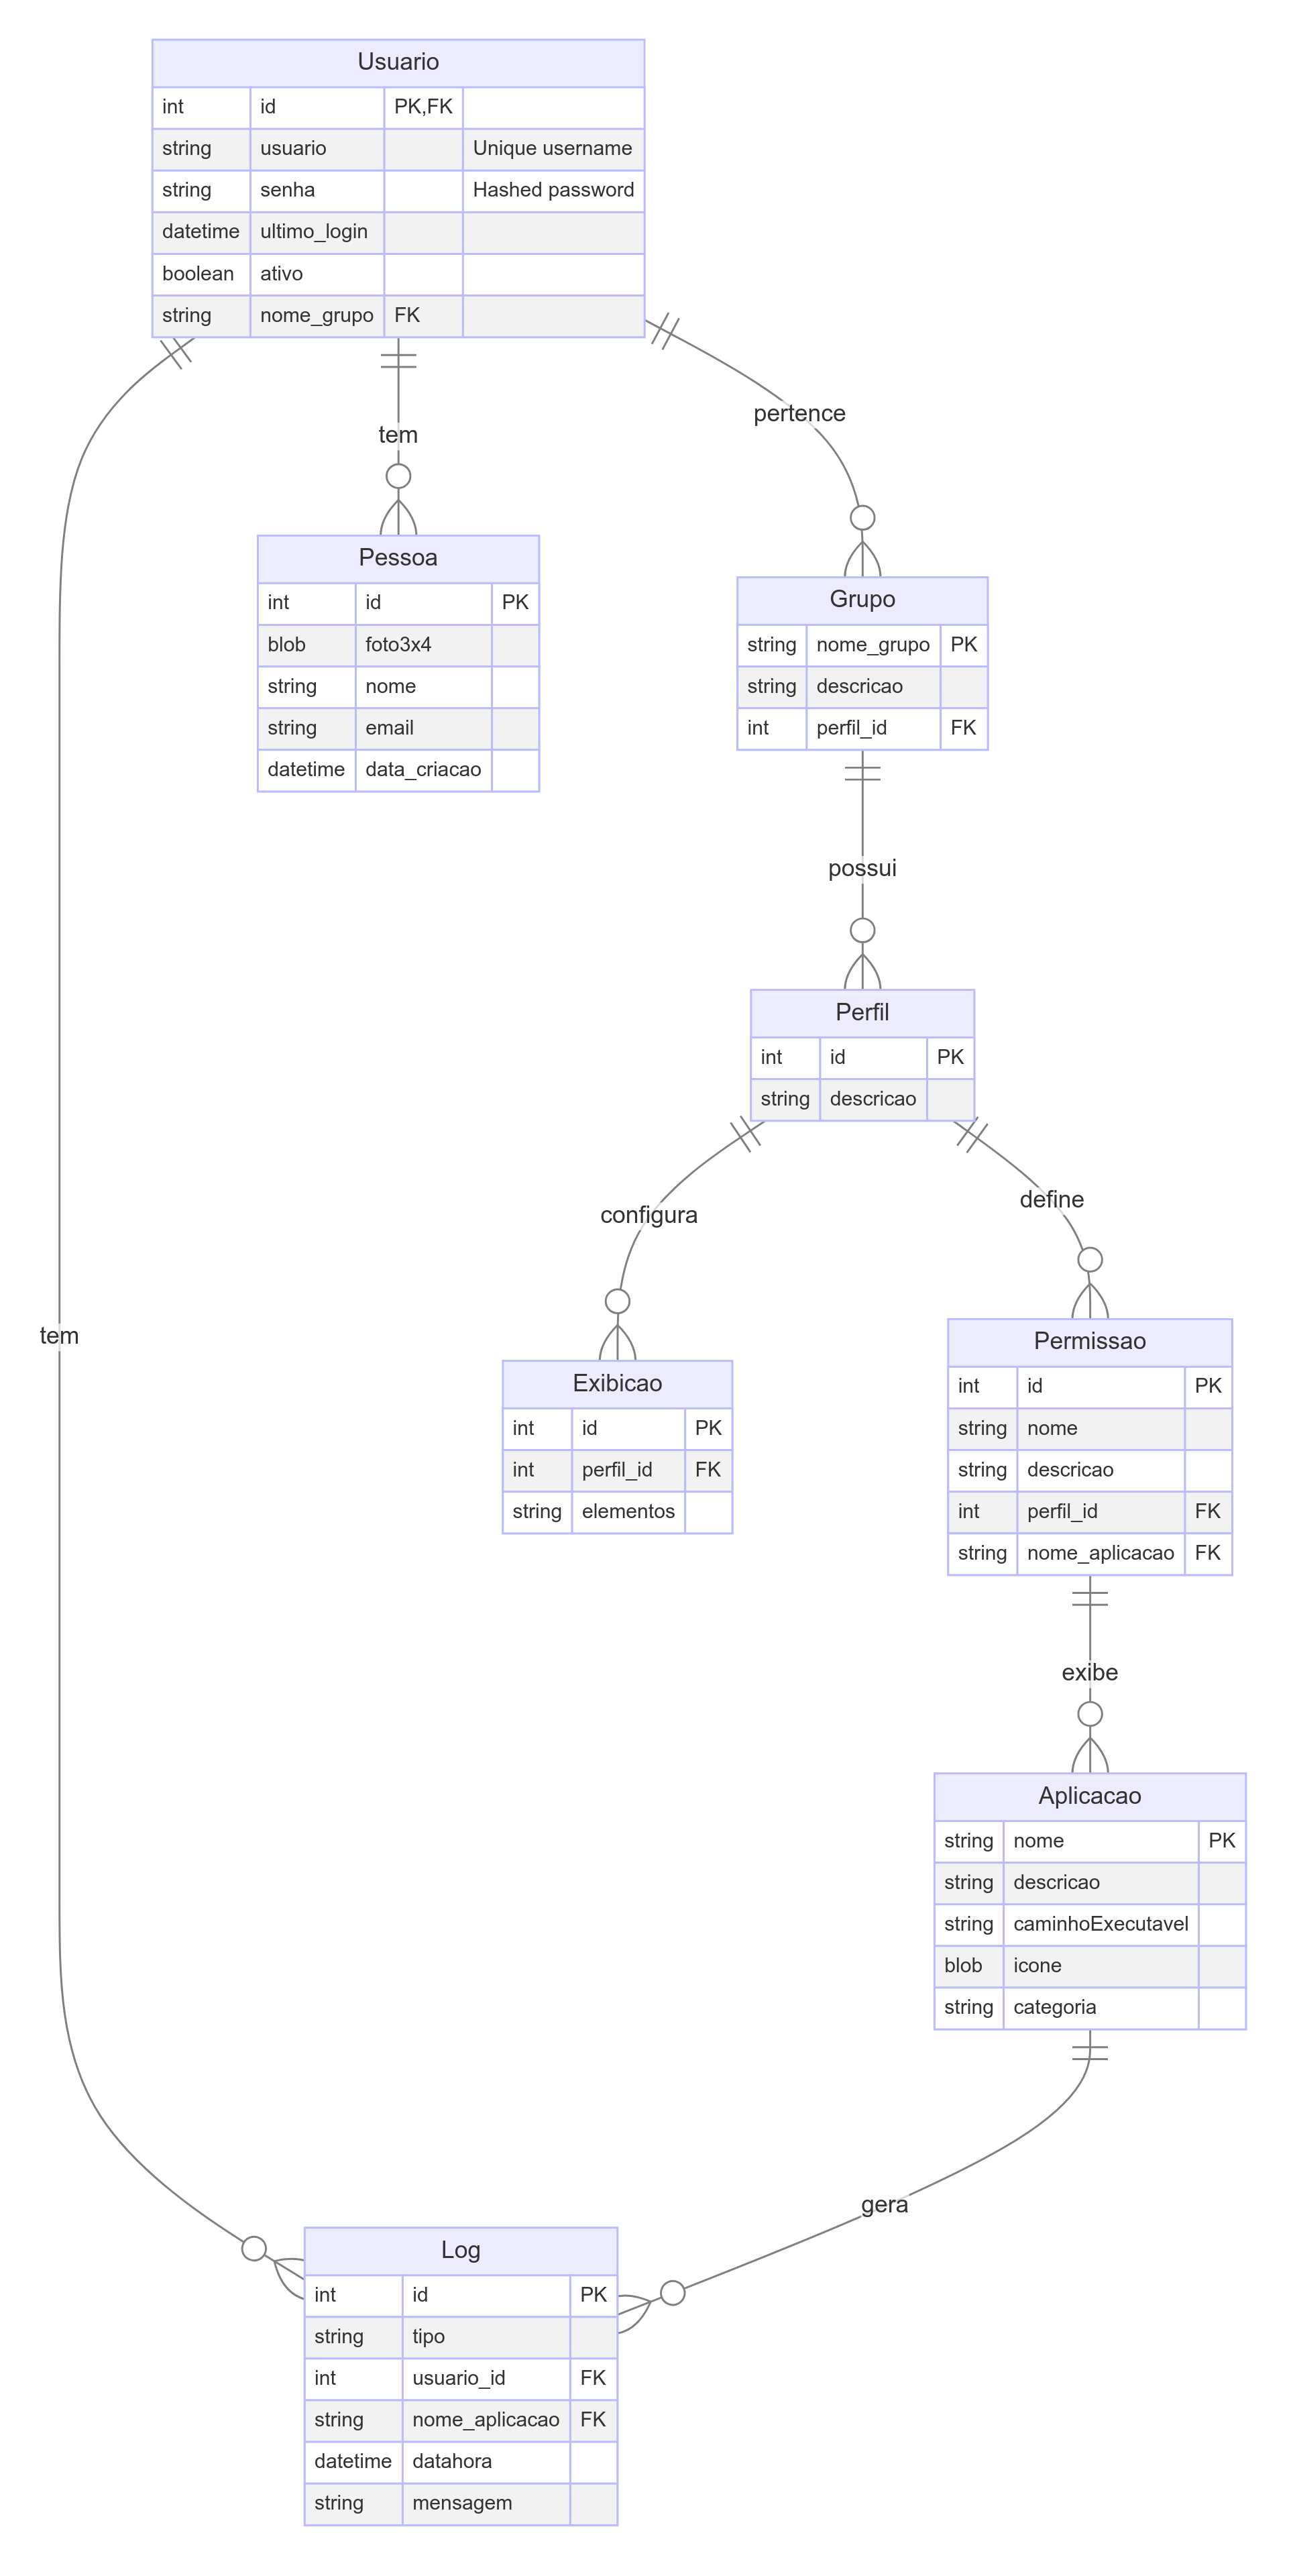 Usuario
int id PK,FK
string usuario Unique username
string senha Hashed password
datetime ultimo_login
boolean ativo
string nome_grupo FK
pertence
tem
Pessoa
int id PK
blob foto3x4
string nome
string email
datetime data_criacao
Grupo
string nome_grupo PK
string descricao
int perfil_id FK
possui
Perfil
int id PK
string descricao
configura
define
tem
Exibicao
int id PK
int perfil_id FK
string elementos
Permissao
int id PK
string nome
string descricao
int perfil_id FK
string nome_aplicacao FK
exibe
Aplicacao
string nome PK
string descricao
string caminhoExecutavel
blob icone
string categoria
gera
Log
int id PK
string tipo
int usuario_id FK
string nome_aplicacao FK
datetime datahora
string mensagem